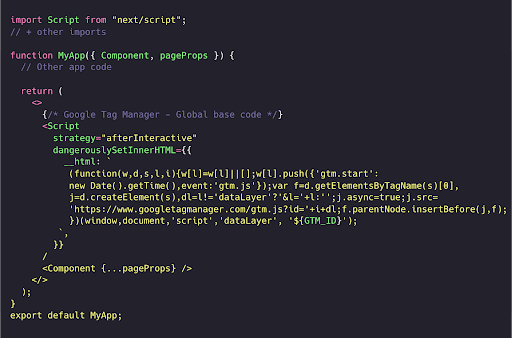 import Script from "next/script";
// + other imports
function MyApp({ Component, pageProps }) {
// Other app code
return (
<>
{/* Google Tag Manager - Global base code */}
<Script
strategy="afterInteractive"
dangerouslySetInnerHTML={{
__html: `
(function(w,d,s,l,i){w[l]=w[l]||[];w[l].push({'gtm.start':
new Date().getTime(),event:'gtm.js'});var f=d.getElementsByTagName(s)[0],
j=d.createElement(s),dl=l!='dataLayer'?'&l='+l:'';j.async=true;j.src=
'https://www.googletagmanager.com/gtm.js?id='+i+dl;f.parentNode.insertBefore(j,f);
})(window,document,'script','dataLayer', '${GTM_ID}');
`,
}}
/
<Component {...pageProps} />
</>
);
}
export default MyApp;